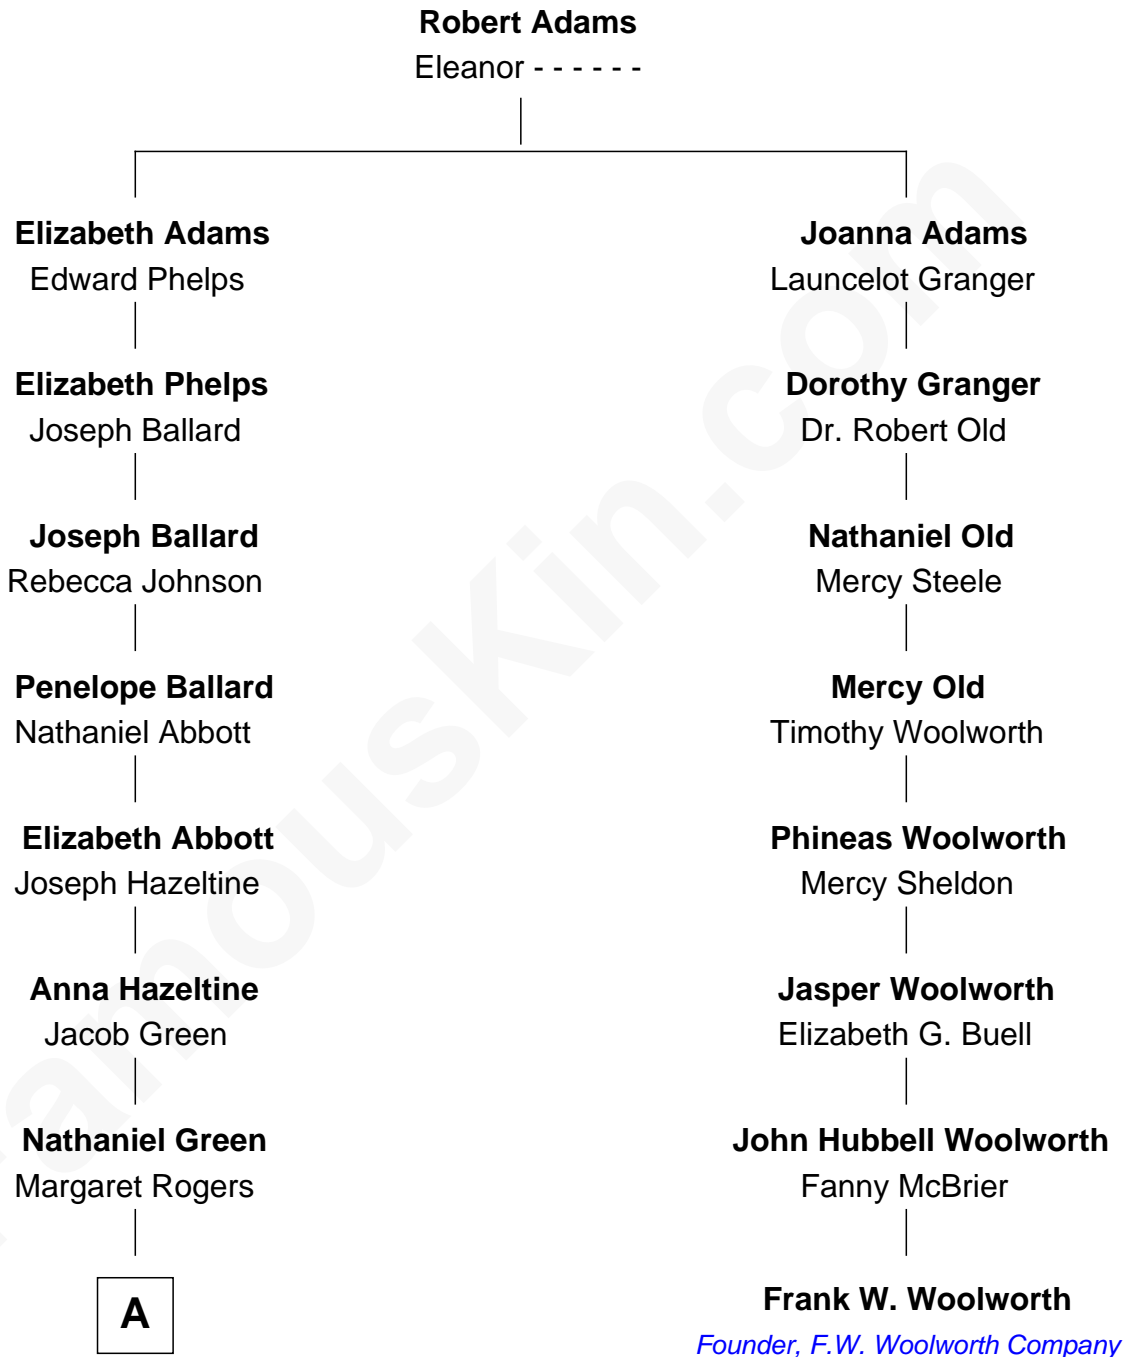 Robert Adams
Eleanor - - - - - -
Elizabeth Adams
Edward Phelps
Joanna Adams
Launcelot Granger
Elizabeth Phelps
Joseph Ballard
Dorothy Granger
Dr. Robert Old
Joseph Ballard
Rebecca Johnson
Nathaniel Old
Mercy Steele
Penelope Ballard
Nathaniel Abbott
Mercy Old
Timothy Woolworth
Elizabeth Abbott
Joseph Hazeltine
Phineas Woolworth
Mercy Sheldon
Anna Hazeltine
Jacob Green
Jasper Woolworth
Elizabeth G. Buell
Nathaniel Green
Margaret Rogers
John Hubbell Woolworth
Fanny McBrier
A
Frank W. Woolworth
Founder, F.W. Woolworth Company
FamousKin.com